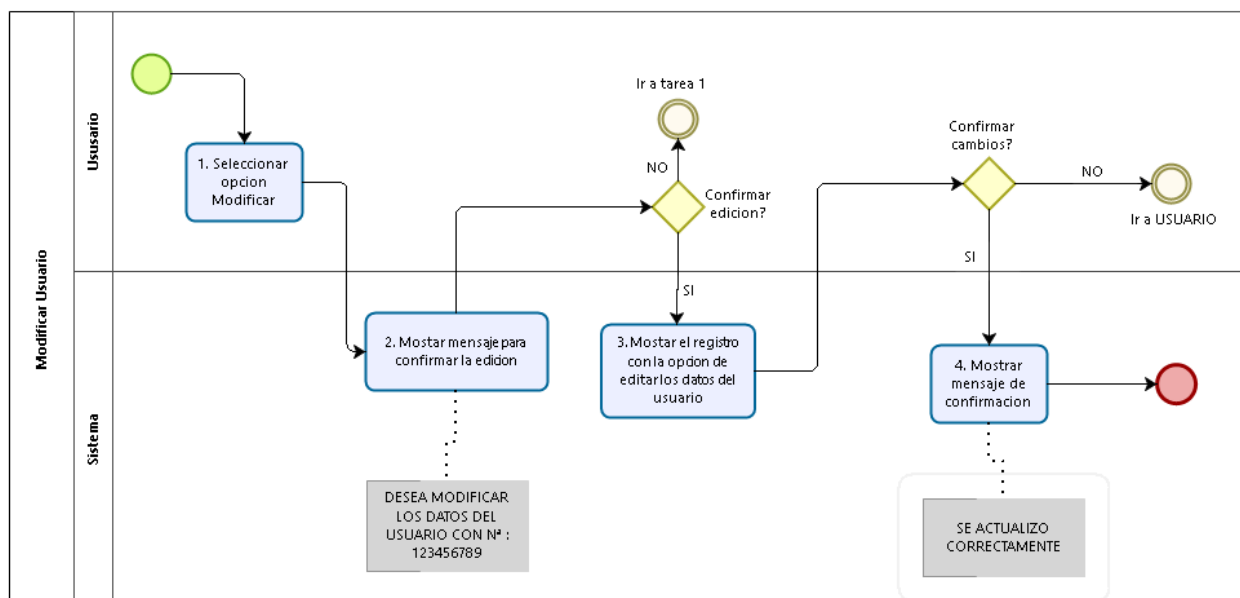 Modificar Usuario
Ususario
Sistema
1. Seleccionar
opcion
Modificar
Ir a tarea 1
NO
Confirmar
edicion?
SI
Confirmar
cambios?
NO
Ir a USUARIO
SI
2. Mostar mensaje para
confirmar la edicion
3. Mostar el registro
con la opcion de
editar los datos del
usuario
4. Mostrar
mensaje de
confirmacion
DESEA MODIFICAR
LOS DATOS DEL
USUARIO CON Nª :
123456789
SE ACTUALIZO
CORRECTAMENTE